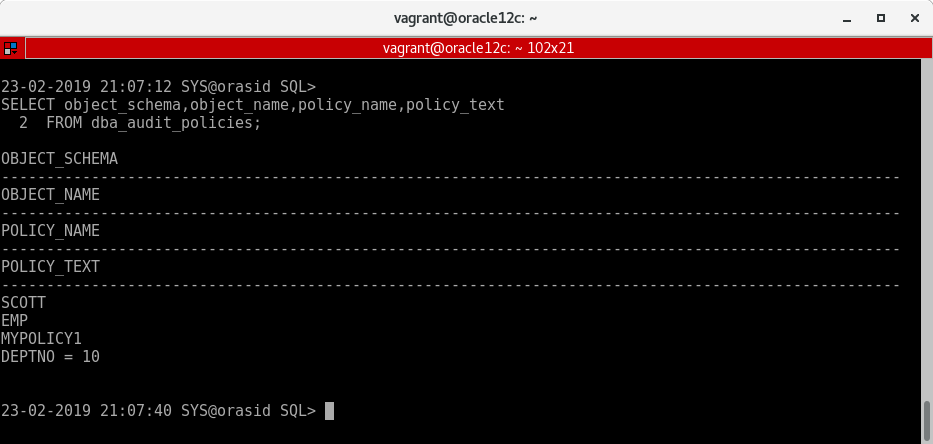 vagrant@oracle12c: ~
vagrant@oracle12c: ~ 102x21
23-02-2019 21:07:12 SYS@orasid SQL>
SELECT object_schema,object_name,policy_name,policy_text
  2  FROM dba_audit_policies;
OBJECT_SCHEMA
----------------------------------------------------------------------------------------------------
OBJECT_NAME
----------------------------------------------------------------------------------------------------
POLICY_NAME
----------------------------------------------------------------------------------------------------
POLICY_TEXT
----------------------------------------------------------------------------------------------------
SCOTT
EMP
MYPOLICY1
DEPTNO = 10
23-02-2019 21:07:40 SYS@orasid SQL>